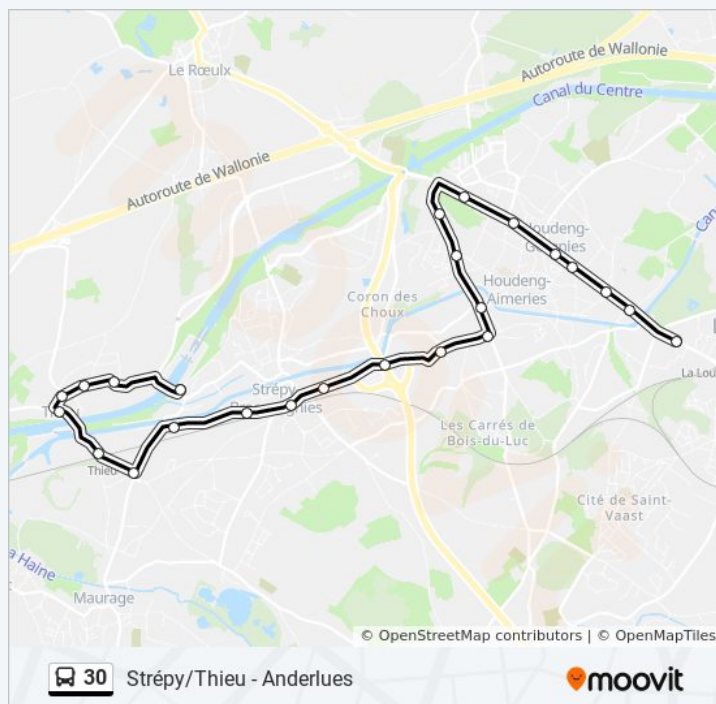 Le Rœulx
Autoroute de Wallonie
Canal du Centre
Autoroute de Wallonie
Houdeng-
Houdeng-
Aimeries
Coron des
Choux
La Lou
Strépy
Les Carrés de
Bois-du-Luc
Thieu
Cité de Saint-
Vaast
Haine
Maurage
© OpenStreetMap contributors | © OpenMapTiles
30 Strépy/Thieu - Anderlues
moovit